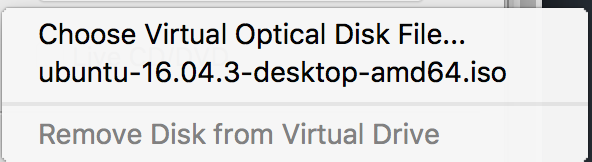 Choose Virtual Optical Disk File...
ubuntu-16.04.3-desktop-amd64.iso
Remove Disk from Virtual Drive